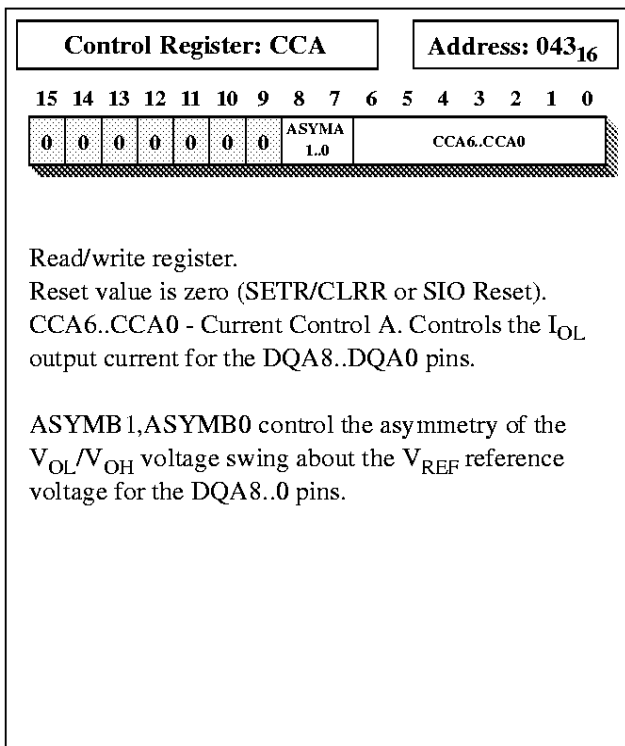 Control Register: CCA
Address: 043₁₆
15 14 13 12 11 10 9 8 7 6 5 4 3 2 1 0
0 0 0 0 0 0 0 ASYMA CCA6..CCA0
1..0
Read/write register.
Reset value is zero (SETR/CLRR or SIO Reset).
CCA6..CCA0 - Current Control A. Controls the I_OL
output current for the DQA8..DQA0 pins.
ASYMB1,ASYMB0 control the asymmetry of the
V_OL/V_OH voltage swing about the V_REF reference
voltage for the DQA8..0 pins.